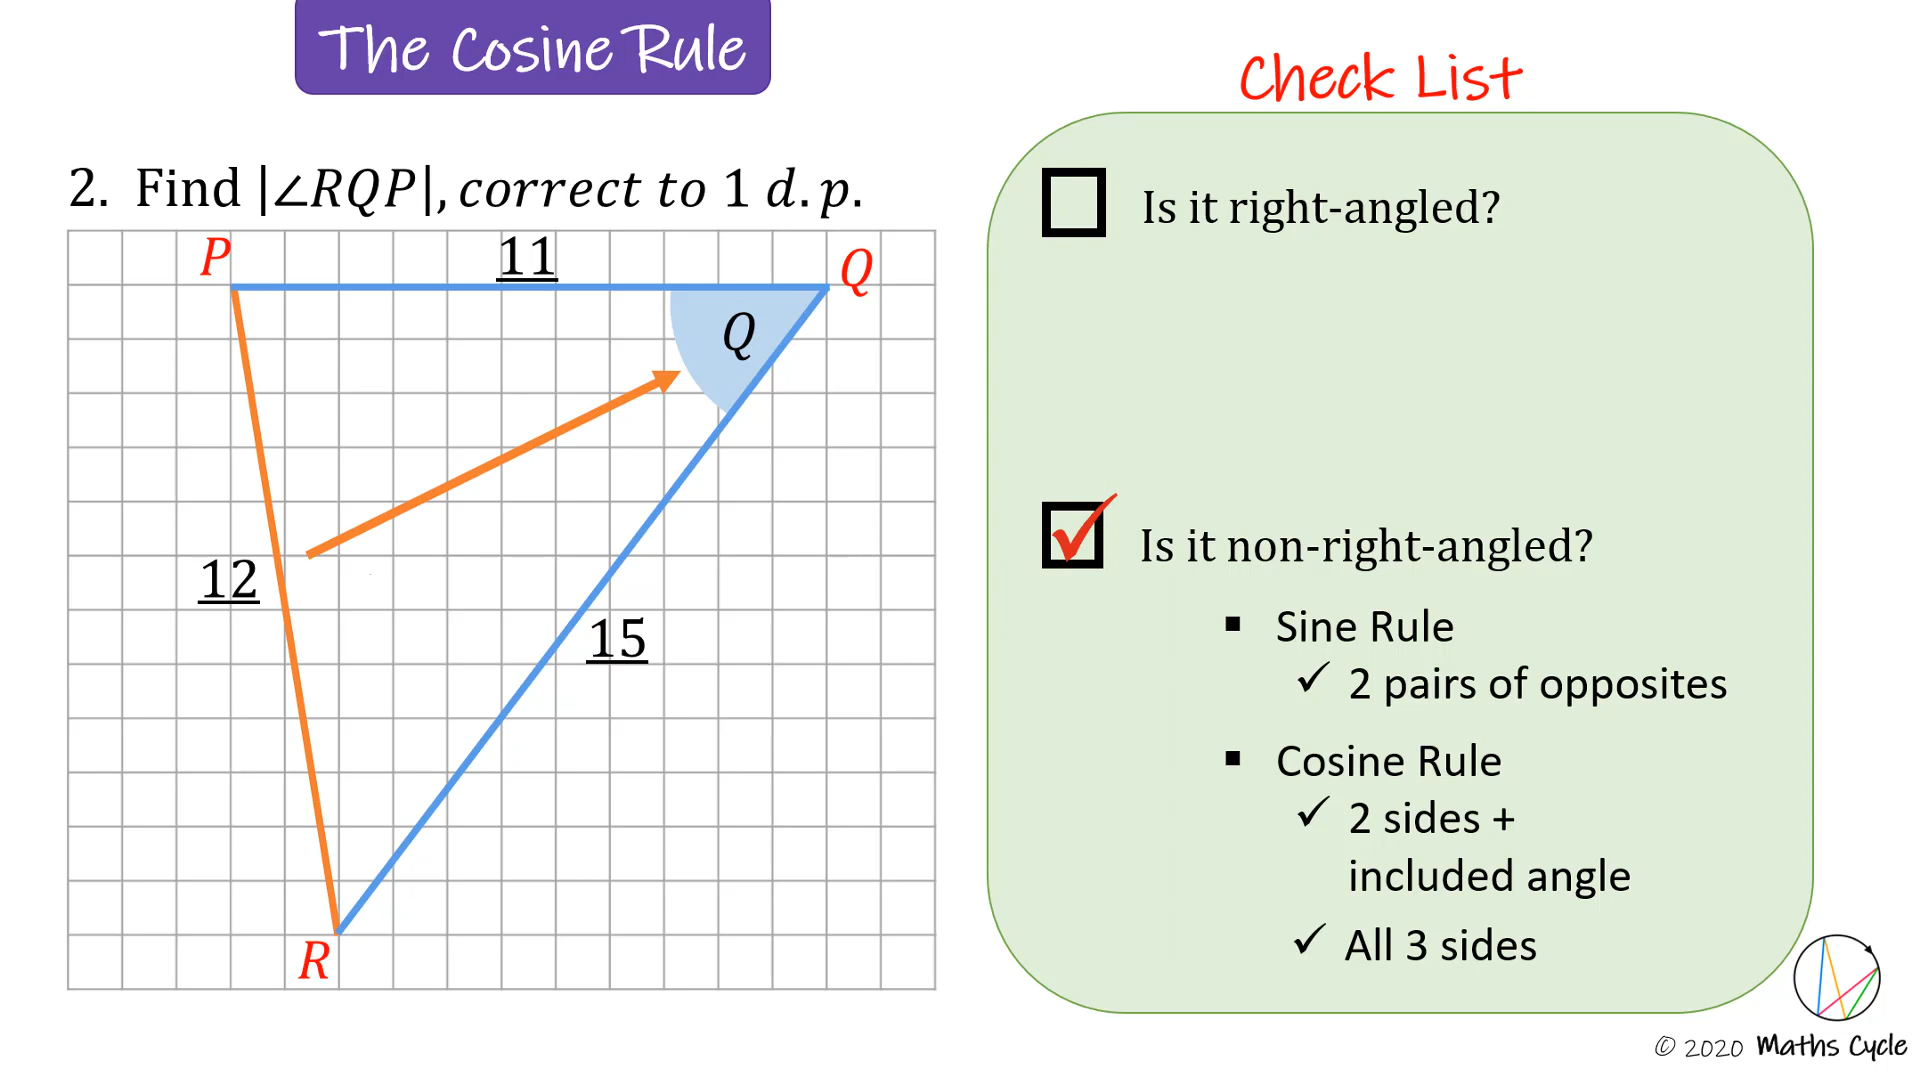 The Cosine Rule
Check List
2. Find |∠RQP|, correct to 1 d.p.
P
11
Q
Q
12
15
R
Is it right-angled?
Is it non-right-angled?
▪ Sine Rule
✓ 2 pairs of opposites
▪ Cosine Rule
✓ 2 sides +
included angle
✓ All 3 sides
© 2020 Maths Cycle